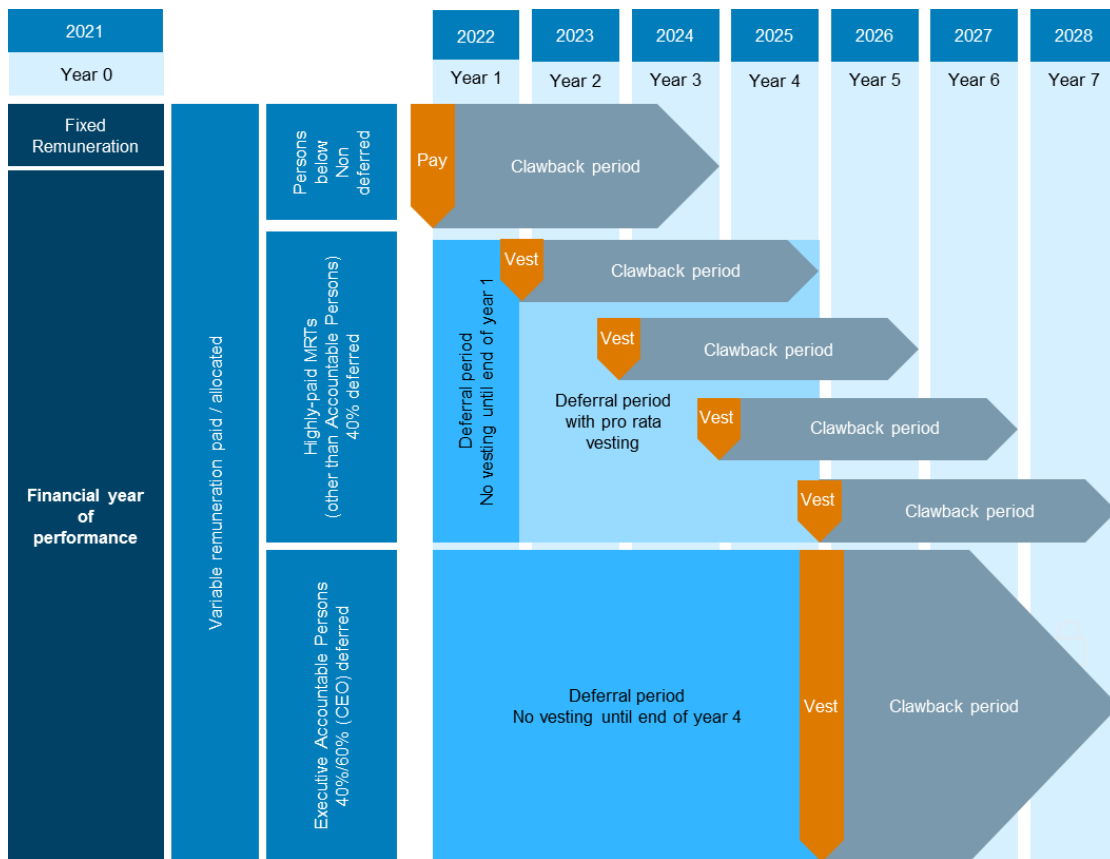 2021
2022
2023
2024
2025
2026
2027
2028
Year 0
Year 1
Year 2
Year 3
Year 4
Year 5
Year 6
Year 7
Fixed
Remuneration
Financial year
of
performance
Variable remuneration paid / allocated
Persons
below
Non
deferred
Pay
Clawback period
Highly-paid MRTs
(other than Accountable Persons)
40% deferred
Deferral period
No vesting until end of year 1
Vest
Clawback period
Vest
Clawback period
Deferral period
with pro rata
vesting
Vest
Clawback period
Vest
Clawback period
Executive Accountable Persons
40%/60% (CEO) deferred
Deferral period
No vesting until end of year 4
Vest
Clawback period